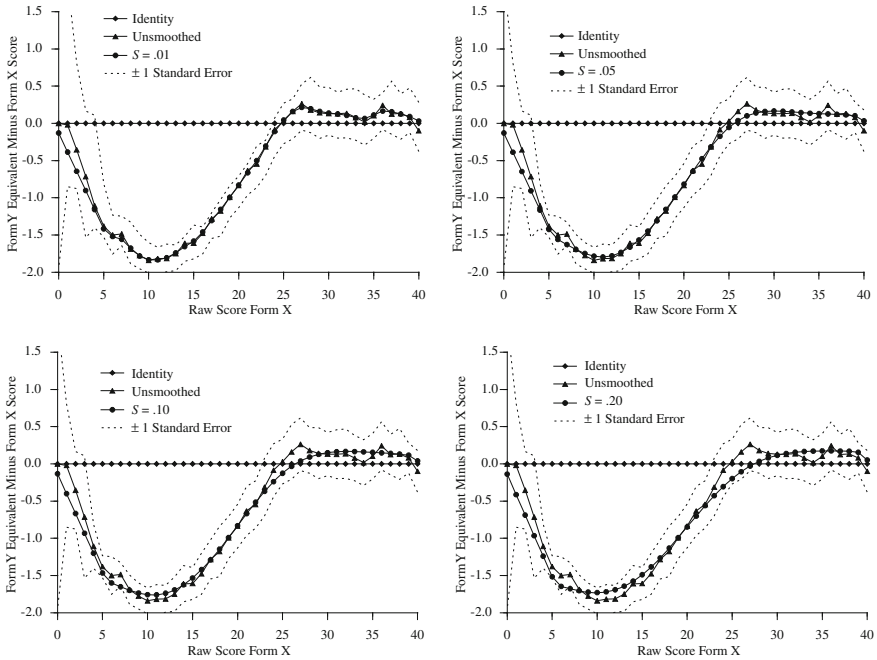 Form Y Equivalent Minus Form X Score
1.5
1.0
0.5
0.0
-0.5
-1.0
-1.5
-2.0
Identity
Unsmoothed
S = .01
± 1 Standard Error
0 5 10 15 20 25 30 35 40
Raw Score Form X
Form Y Equivalent Minus Form X Score
1.5
1.0
0.5
0.0
-0.5
-1.0
-1.5
-2.0
Identity
Unsmoothed
S = .05
± 1 Standard Error
0 5 10 15 20 25 30 35 40
Raw Score Form X
Form Y Equivalent Minus Form X Score
1.5
1.0
0.5
0.0
-0.5
-1.0
-1.5
-2.0
Identity
Unsmoothed
S = .10
± 1 Standard Error
0 5 10 15 20 25 30 35 40
Raw Score Form X
Form Y Equivalent Minus Form X Score
1.5
1.0
0.5
0.0
-0.5
-1.0
-1.5
-2.0
Identity
Unsmoothed
S = .20
± 1 Standard Error
0 5 10 15 20 25 30 35 40
Raw Score Form X